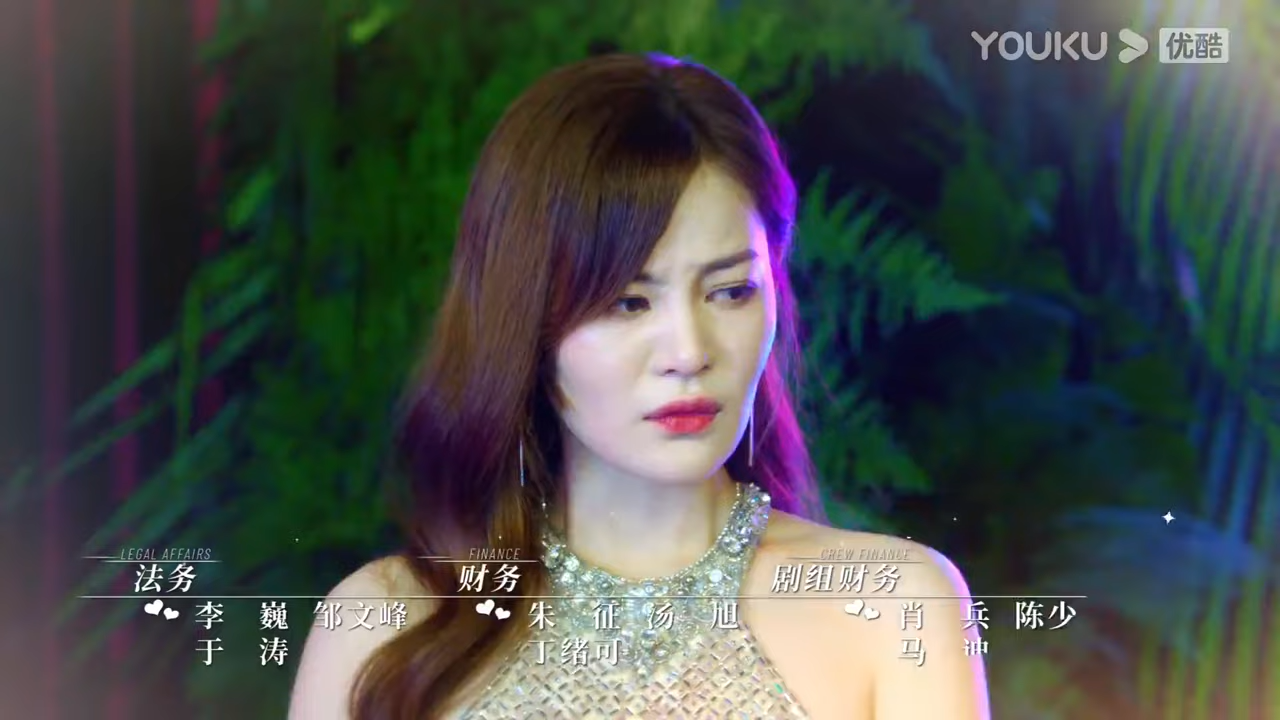 YOUKU 优酷
LEGAL AFFAIRS
法务
李 巍 邹文峰
于 涛
FINANCE
财务
朱 征 汤 旭
丁绪可
CREW FINANCE
剧组财务
肖 兵 陈少
马